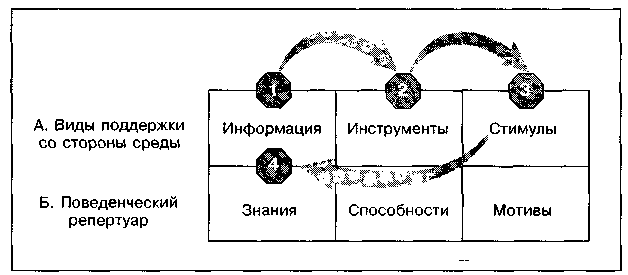 1 2 3
А. Виды поддержки
со стороны среды
Информация Инструменты Стимулы
4
Б. Поведенческий
репертуар
Знания Способности Мотивы